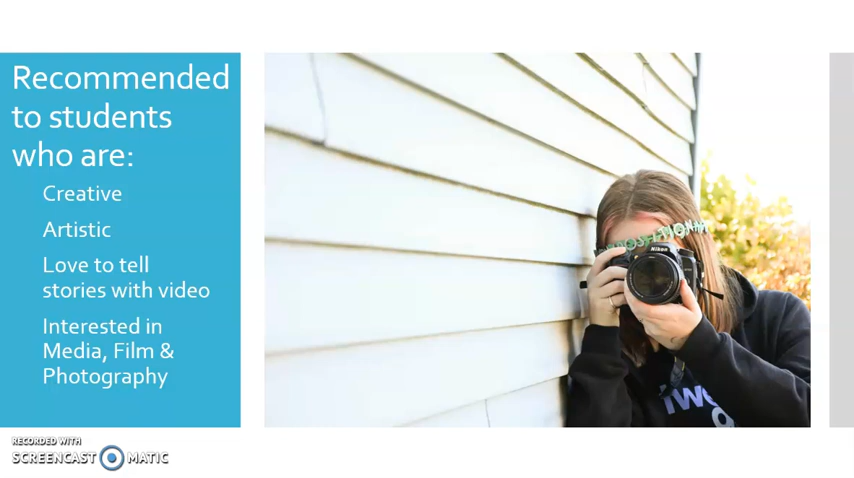 Recommended
to students
who are:
Creative
Artistic
Love to tell
stories with video
Interested in
Media, Film &
Photography
Nikon
RECORDED WITH
SCREENCAST MATIC